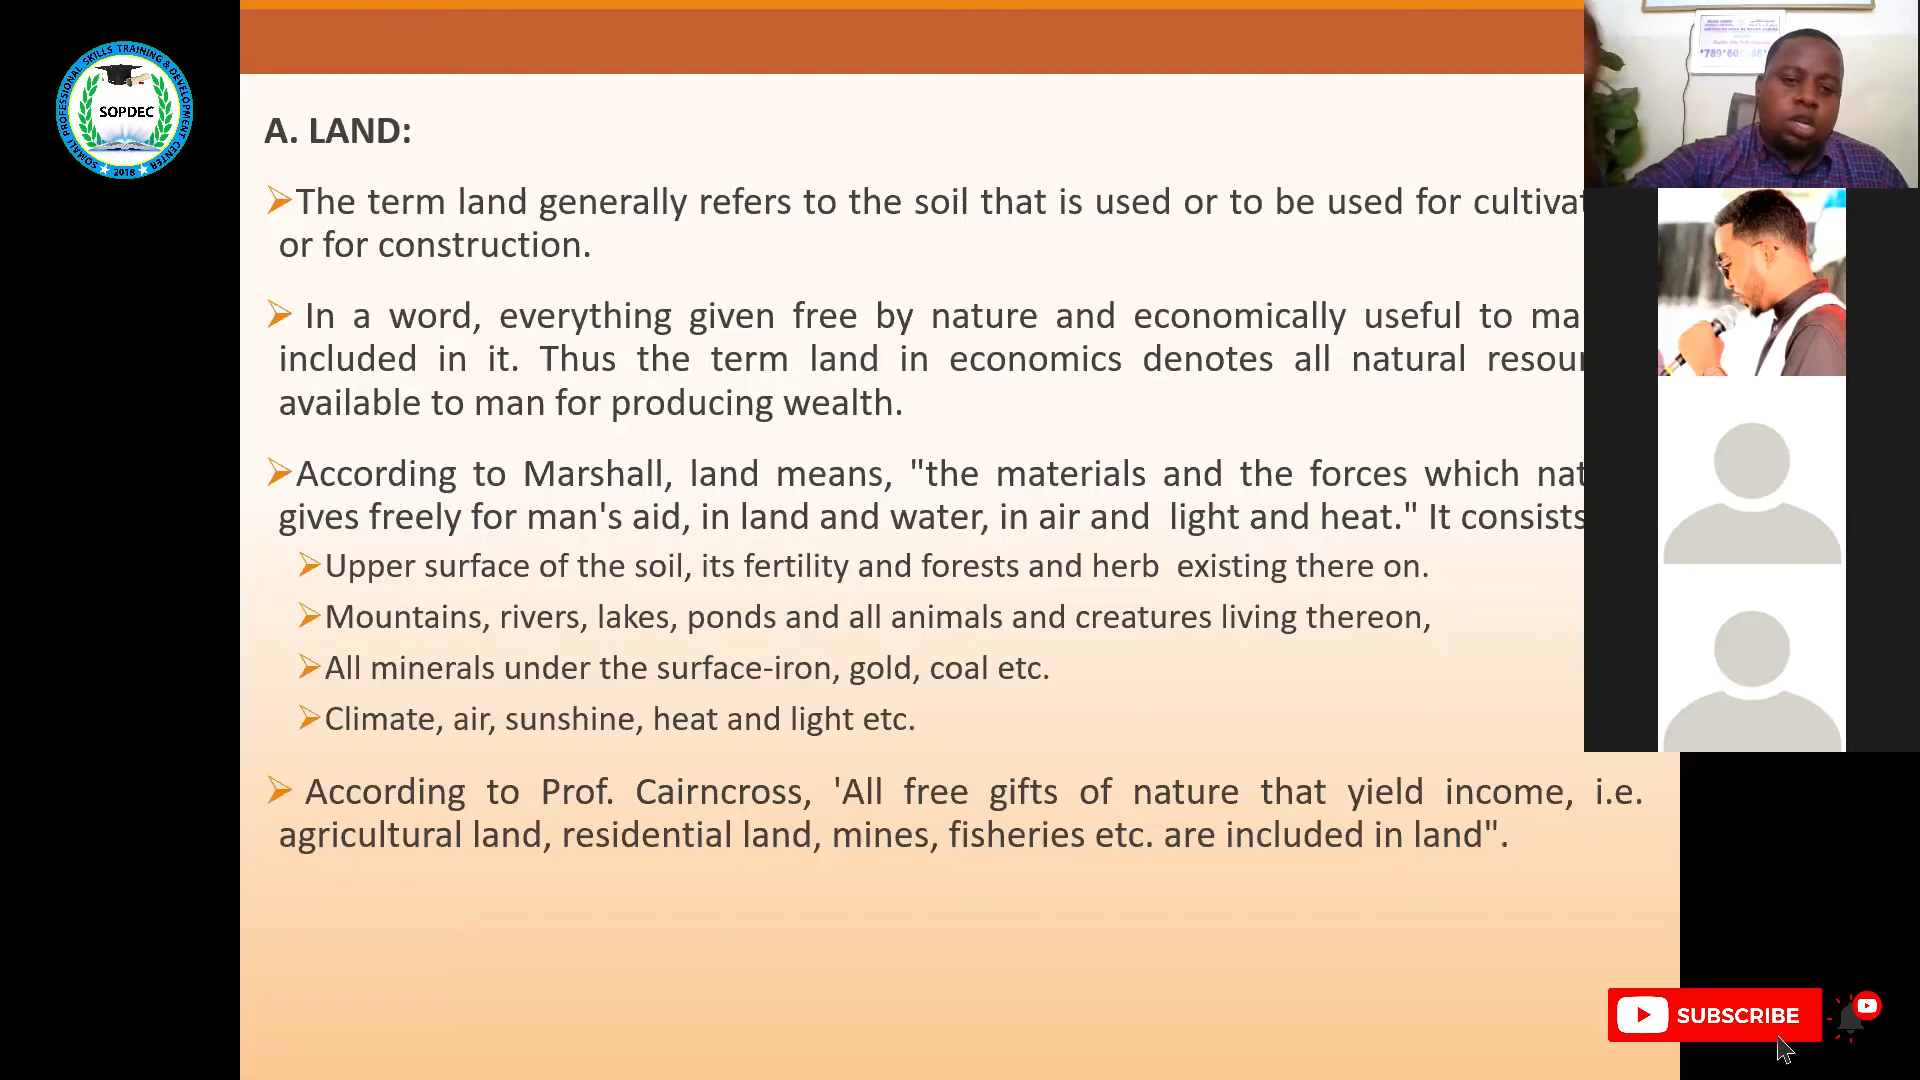 SOMALI PROFESSIONAL SKILLS TRAINING & DEVELOPMENT CENTER
SOPDEC
2018
A. LAND:
The term land generally refers to the soil that is used or to be used for cultivat
or for construction.
In a word, everything given free by nature and economically useful to ma
included in it. Thus the term land in economics denotes all natural resour
available to man for producing wealth.
According to Marshall, land means, "the materials and the forces which nat
gives freely for man's aid, in land and water, in air and light and heat." It consists
Upper surface of the soil, its fertility and forests and herb existing there on.
Mountains, rivers, lakes, ponds and all animals and creatures living thereon,
All minerals under the surface-iron, gold, coal etc.
Climate, air, sunshine, heat and light etc.
According to Prof. Cairncross, 'All free gifts of nature that yield income, i.e.
agricultural land, residential land, mines, fisheries etc. are included in land".
SUBSCRIBE